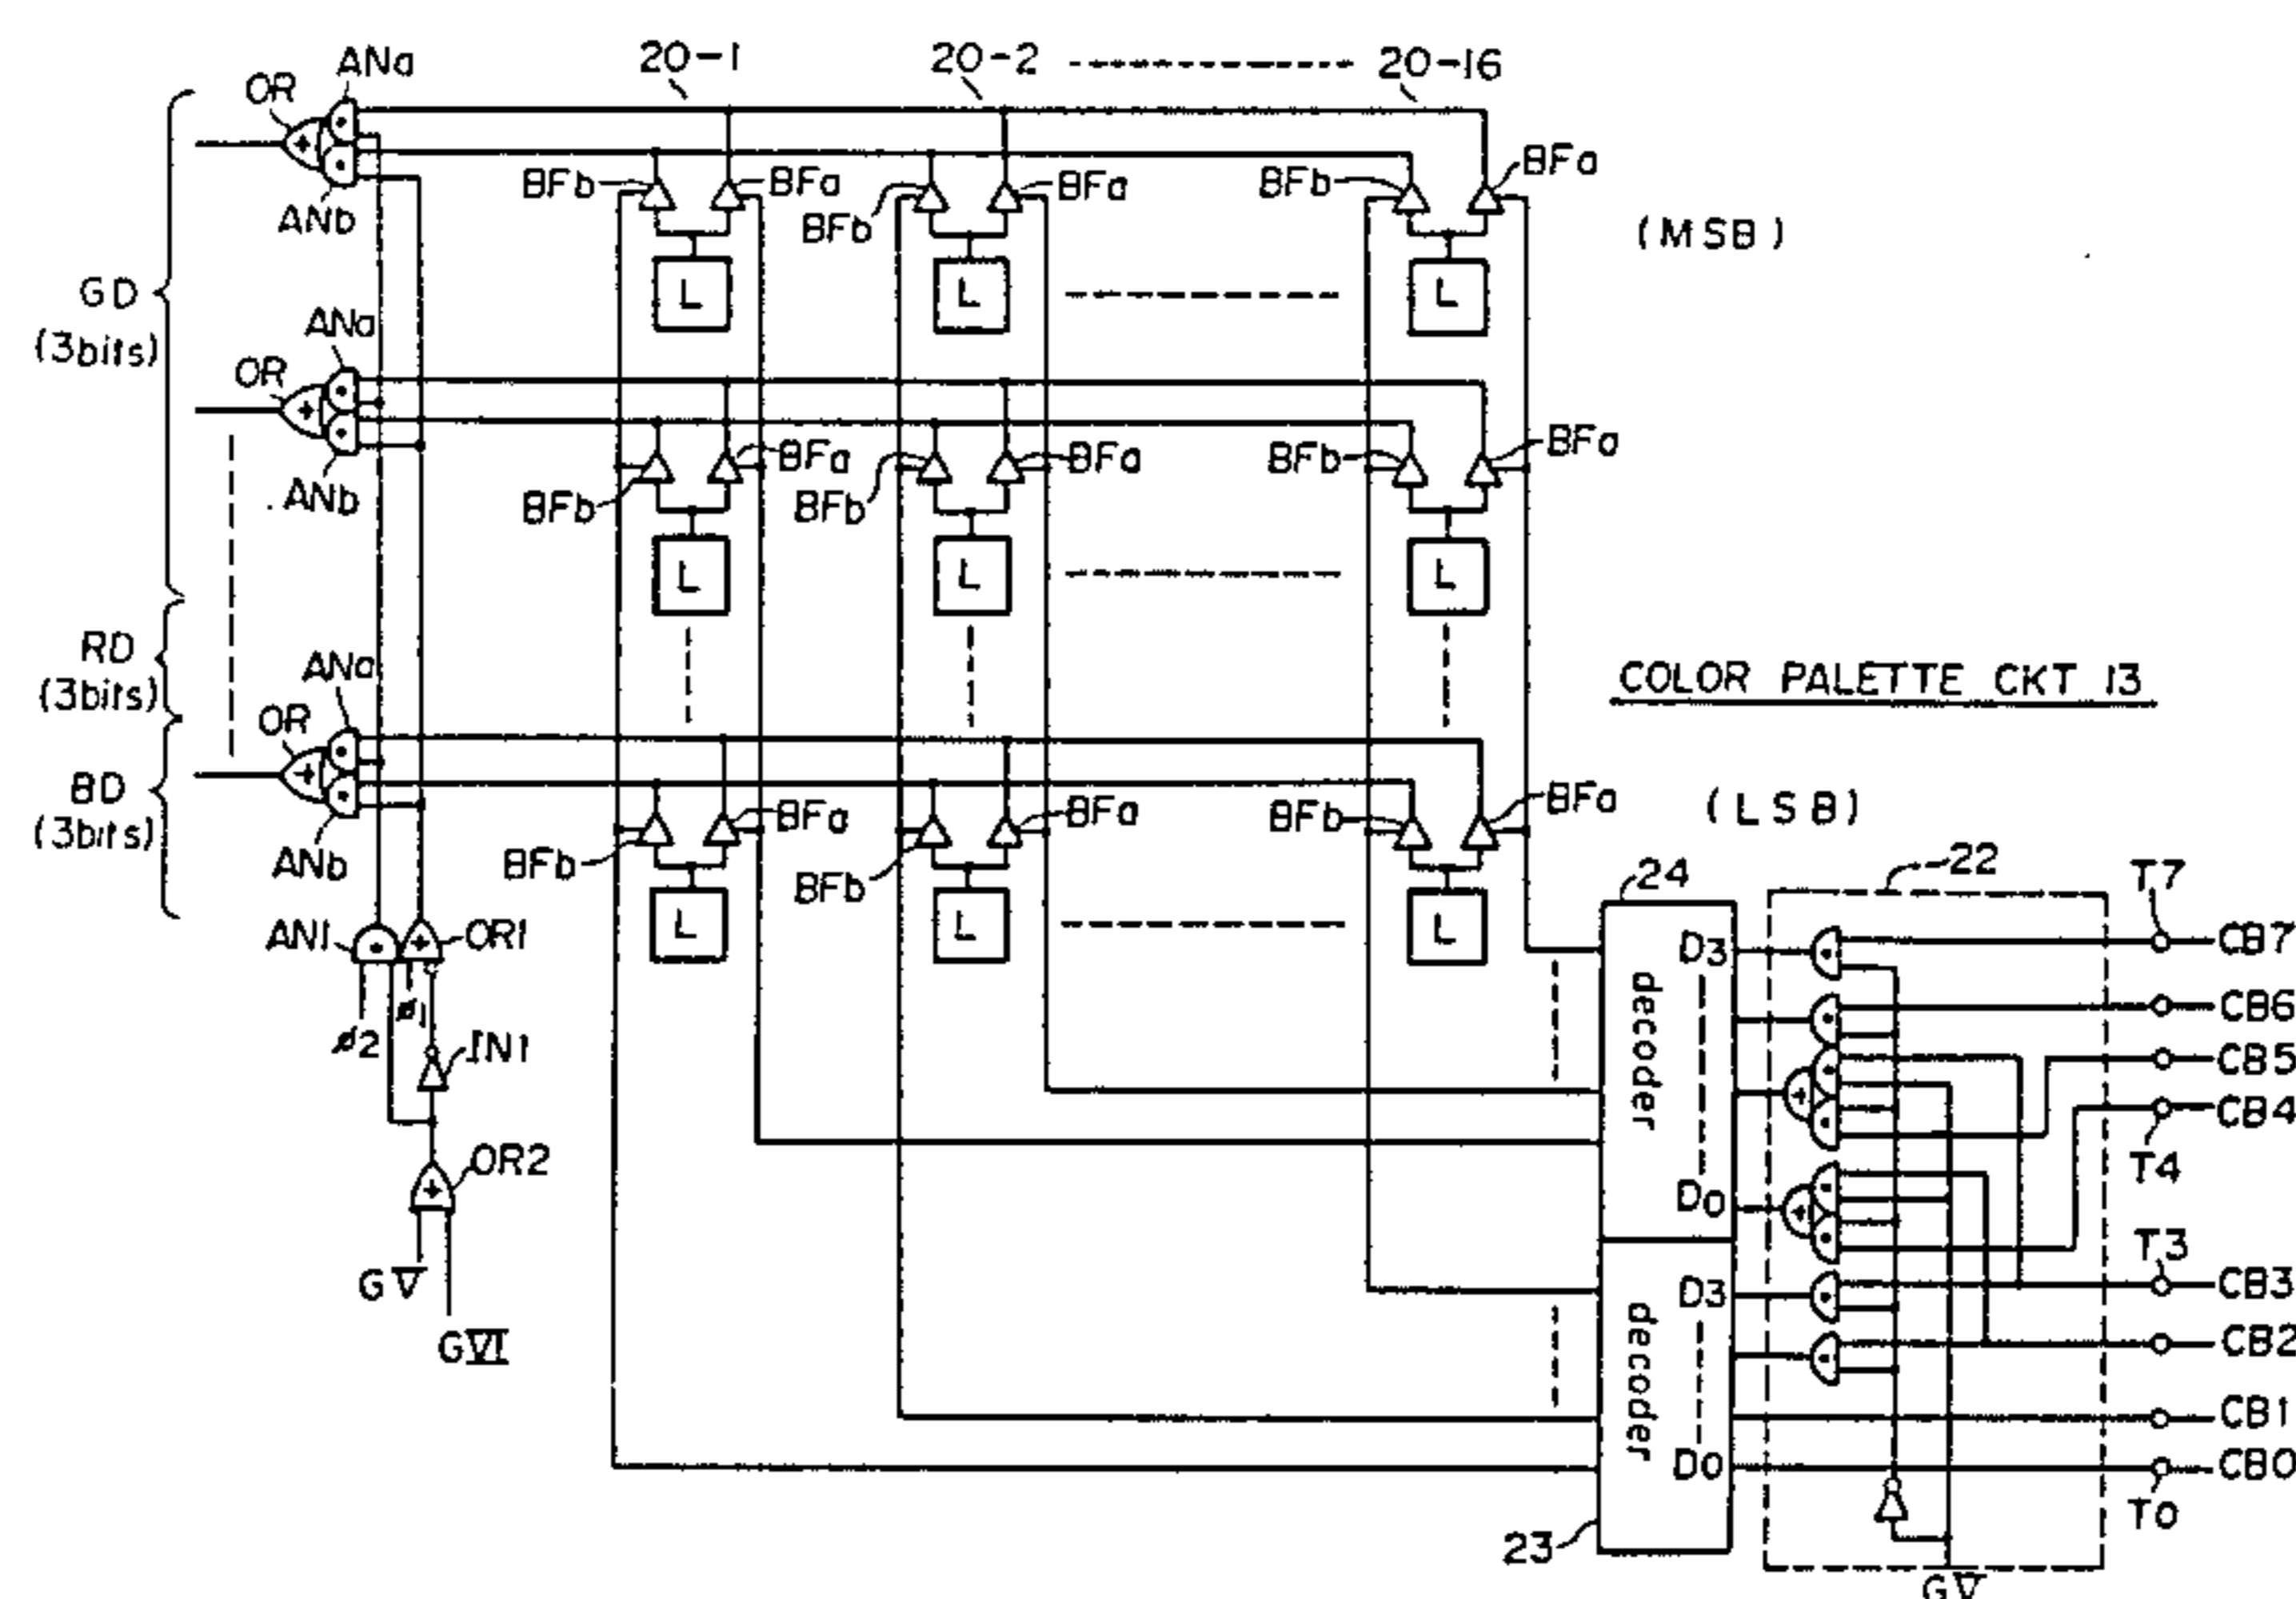 20-1 20-2 20-16
ANa
OR
BFb BFa BFb BFa BFb BFa
ANb
(MSB)
GD
(3bits)
L L L
ANa
OR
BFb BFa BFb BFa BFb BFa
ANb
L L L
RD
(3bits)
COLOR PALETTE CKT 13
ANa
OR
BD
(3bits)
BFb BFa BFb BFa BFb BFa
(LSB)
ANb
L L L
AN1 OR1
ø2 ø1
IN1
OR2
GV
GVI
24
22
decoder
D3
D0
T7
CB7
CB6
CB5
CB4
T4
T3
decoder
D3
D0
CB3
CB2
CB1
CB0
T0
23
GV